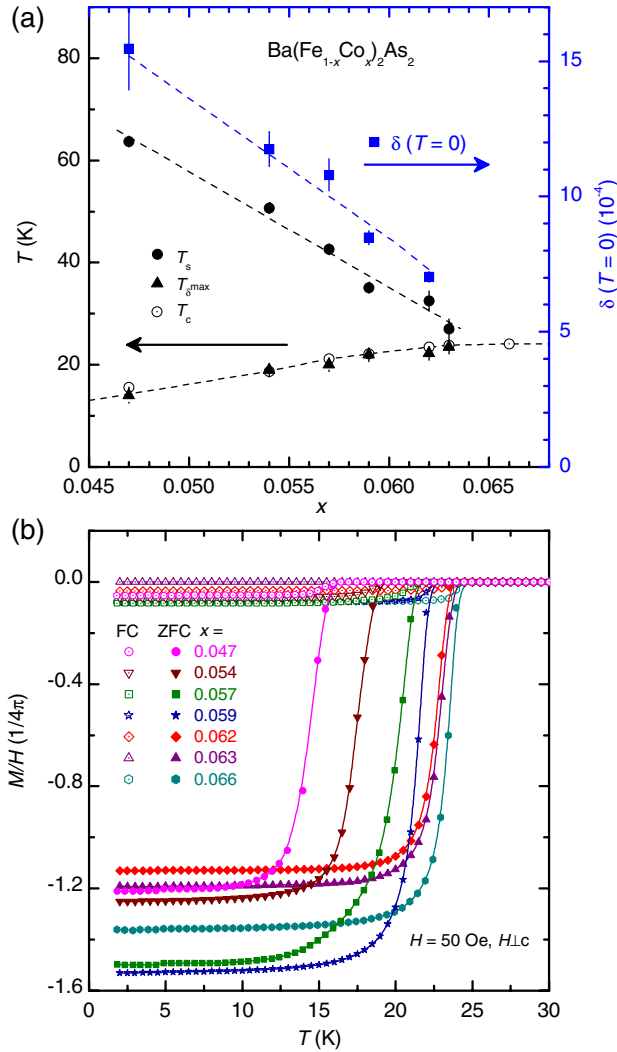 (a)
Ba(Fe1-xCox)2As2
80
60
40
20
0
T (K)
δ (T = 0)
Ts
Tδmax
Tc
15
10
5
0
δ (T = 0) (10-4)
0.045 0.050 0.055 0.060 0.065
x
(b)
0.0
-0.4
-0.8
-1.2
-1.6
M/H (1/4π)
FC ZFC x =
0.047
0.054
0.057
0.059
0.062
0.063
0.066
H = 50 Oe, H⊥c
0 5 10 15 20 25 30
T (K)